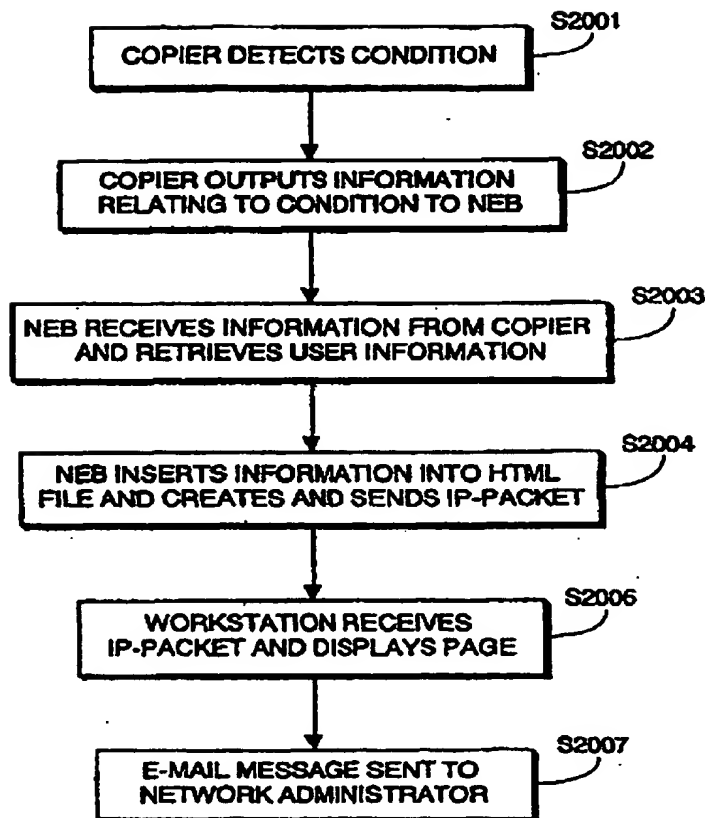 S2001
COPIER DETECTS CONDITION
S2002
COPIER OUTPUTS INFORMATION
RELATING TO CONDITION TO NEB
S2003
NEB RECEIVES INFORMATION FROM COPIER
AND RETRIEVES USER INFORMATION
S2004
NEB INSERTS INFORMATION INTO HTML
FILE AND CREATES AND SENDS IP-PACKET
S2006
WORKSTATION RECEIVES
IP-PACKET AND DISPLAYS PAGE
S2007
E-MAIL MESSAGE SENT TO
NETWORK ADMINISTRATOR